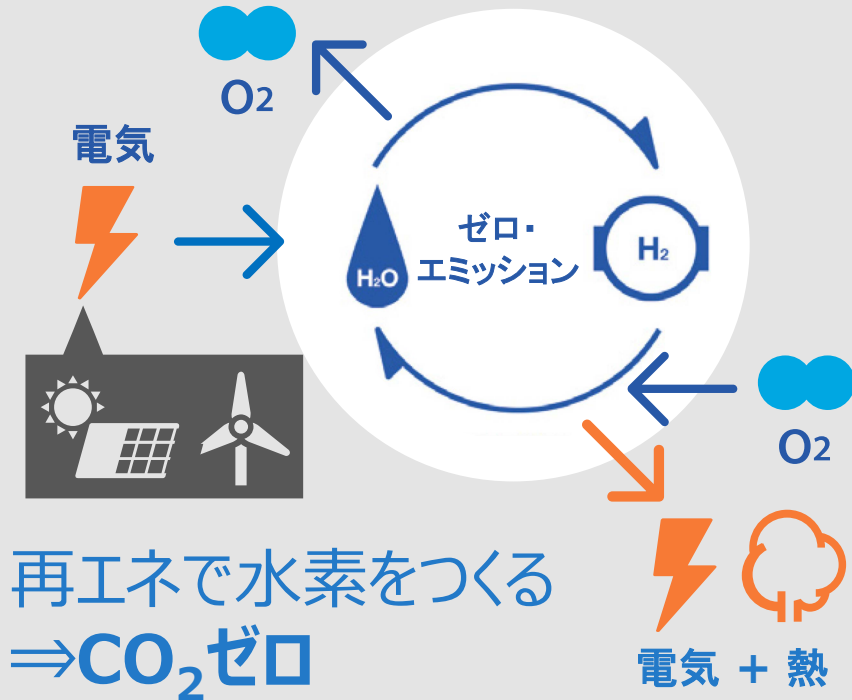 O2
電気
ゼロ・
エミッション
H2O
H2
O2
再エネで水素をつくる
⇒CO2ゼロ
電気 + 熱